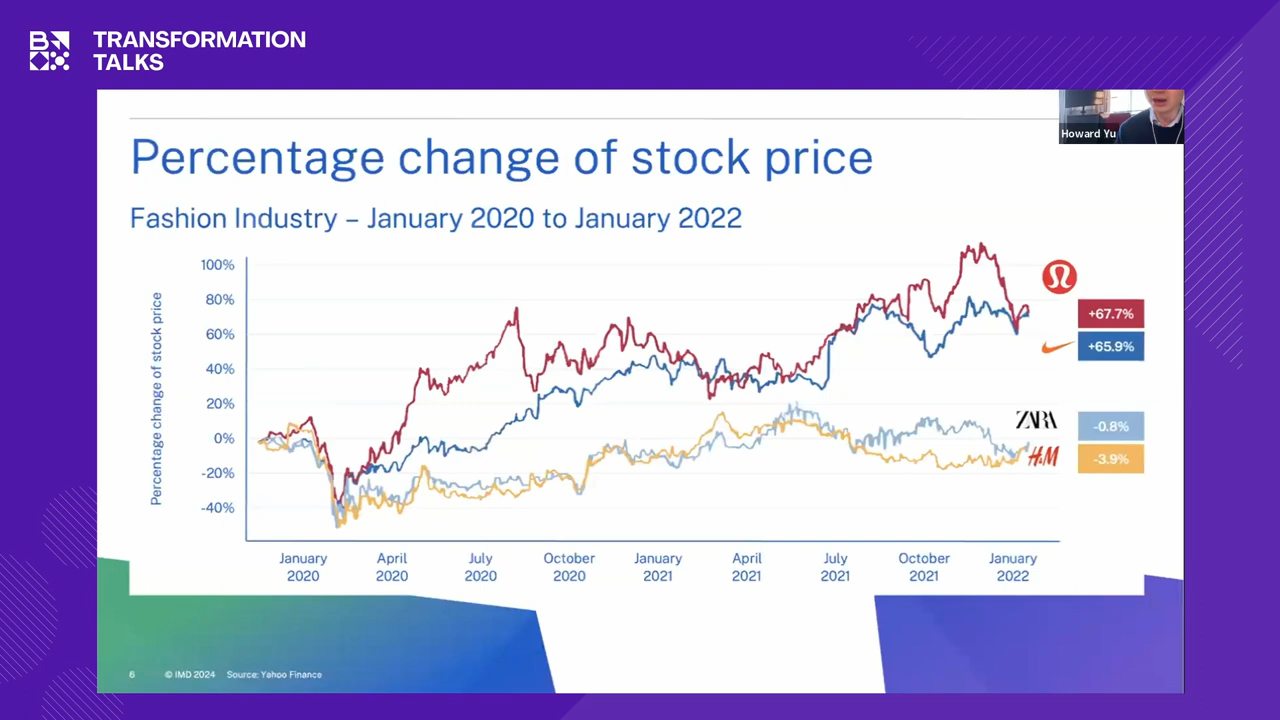 TRANSFORMATION
TALKS
Howard Yu
Percentage change of stock price
Fashion Industry – January 2020 to January 2022
Percentage change of stock price
100%
80%
60%
40%
20%
0%
-20%
-40%
+67.7%
+65.9%
ZARA
-0.8%
H&M
-3.9%
January
2020
April
2020
July
2020
October
2020
January
2021
April
2021
July
2021
October
2021
January
2022
6
© IMD 2024
Source: Yahoo Finance